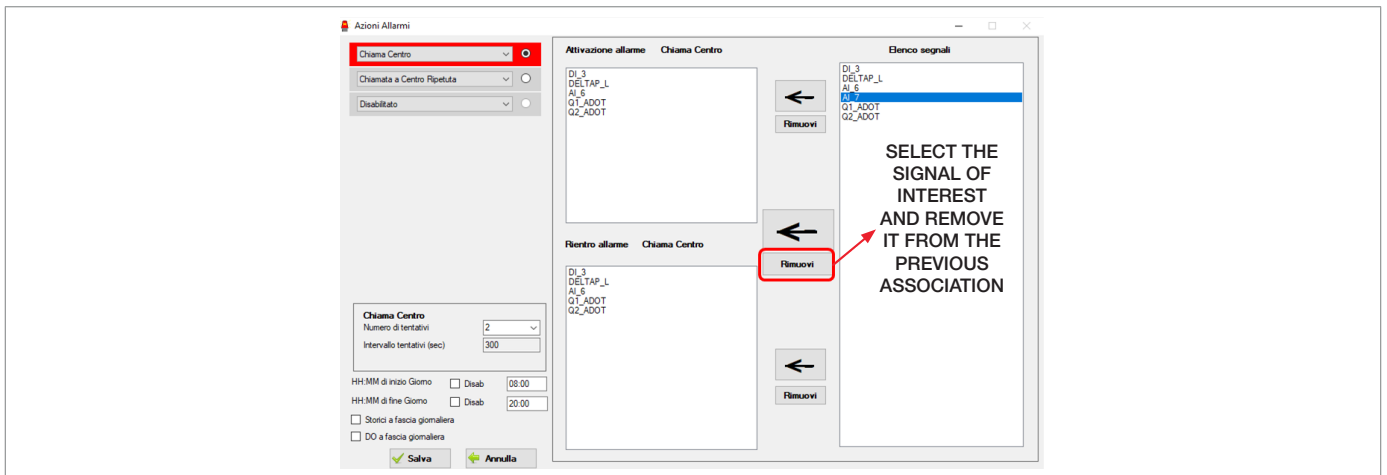 Azioni Allarmi
Chiama Centro
Chiamata a Centro Ripetuta
Disabilitato
Attivazione allarme Chiama Centro
DI_3
DELTAP_L
AI_6
Q1_ADOT
Q2_ADOT
Rimuovi
Elenco segnali
DI_3
DELTAP_L
AI_6
AI_7
Q1_ADOT
Q2_ADOT
SELECT THE
SIGNAL OF
INTEREST
AND REMOVE
IT FROM THE
PREVIOUS
ASSOCIATION
Rimuovi
Rientro allarme Chiama Centro
DI_3
DELTAP_L
AI_6
Q1_ADOT
Q2_ADOT
Rimuovi
Chiama Centro
Numero di tentativi 2
Intervallo tentativi (sec) 300
HH:MM di inizio Giorno Disab 08:00
HH:MM di fine Giorno Disab 20:00
Storici a fascia giornaliera
DO a fascia giornaliera
Salva Annulla